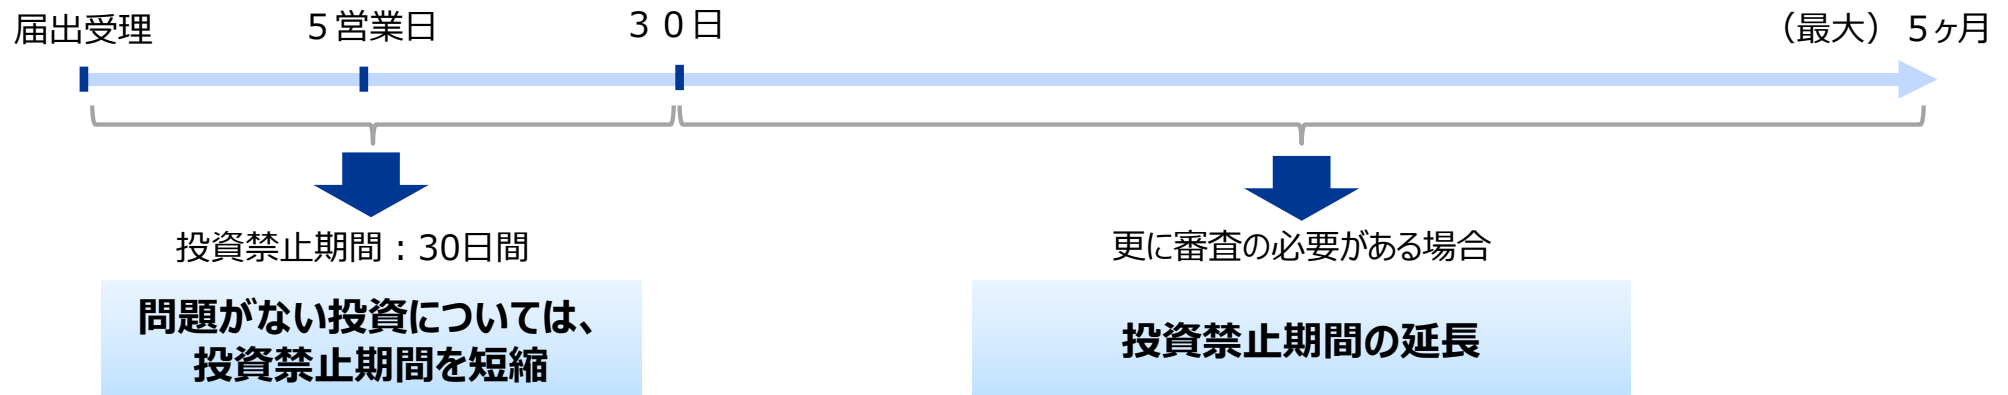 届出受理
５営業日
３０日
（最大）５ヶ月
投資禁止期間：30日間
更に審査の必要がある場合
問題がない投資については、
投資禁止期間を短縮
投資禁止期間の延長